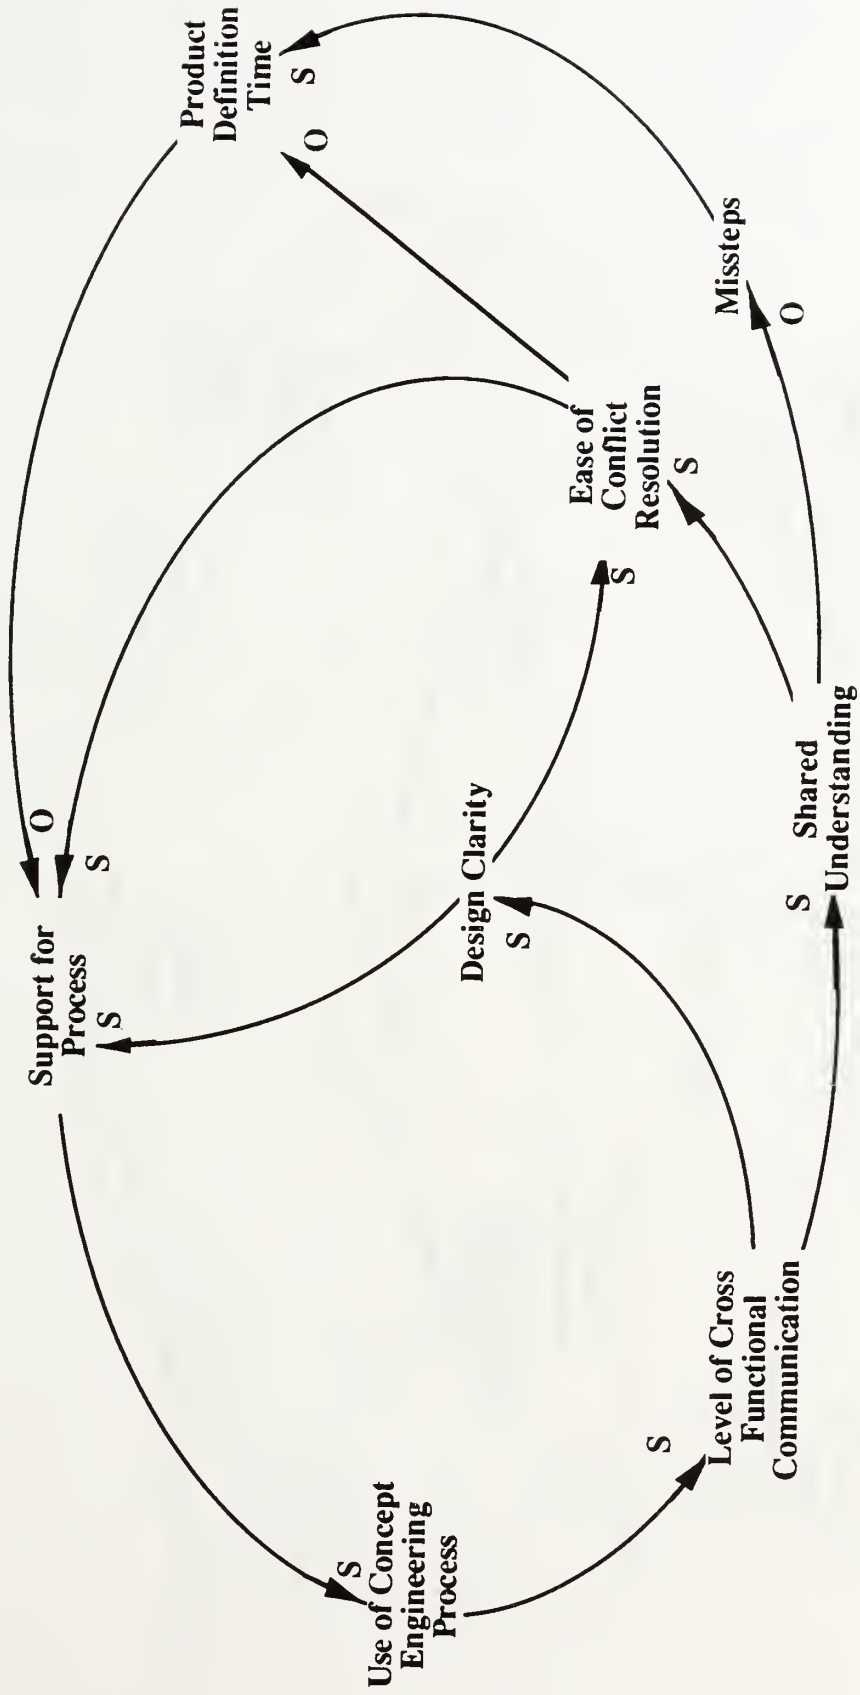 Support for
Process
S
S
O
Product
Definition
Time
S
O
Use of Concept
Engineering
Process
S
Design Clarity
S
Ease of
Conflict
Resolution
S
S
Level of Cross
Functional
Communication
S
Shared
Understanding
S
Missteps
O